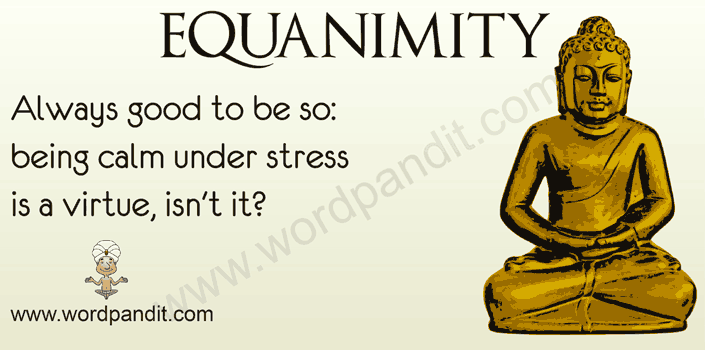 EQUANIMITY
Always good to be so:
being calm under stress
is a virtue, isn't it?
www.wordpandit.com
www.wordpandit.com